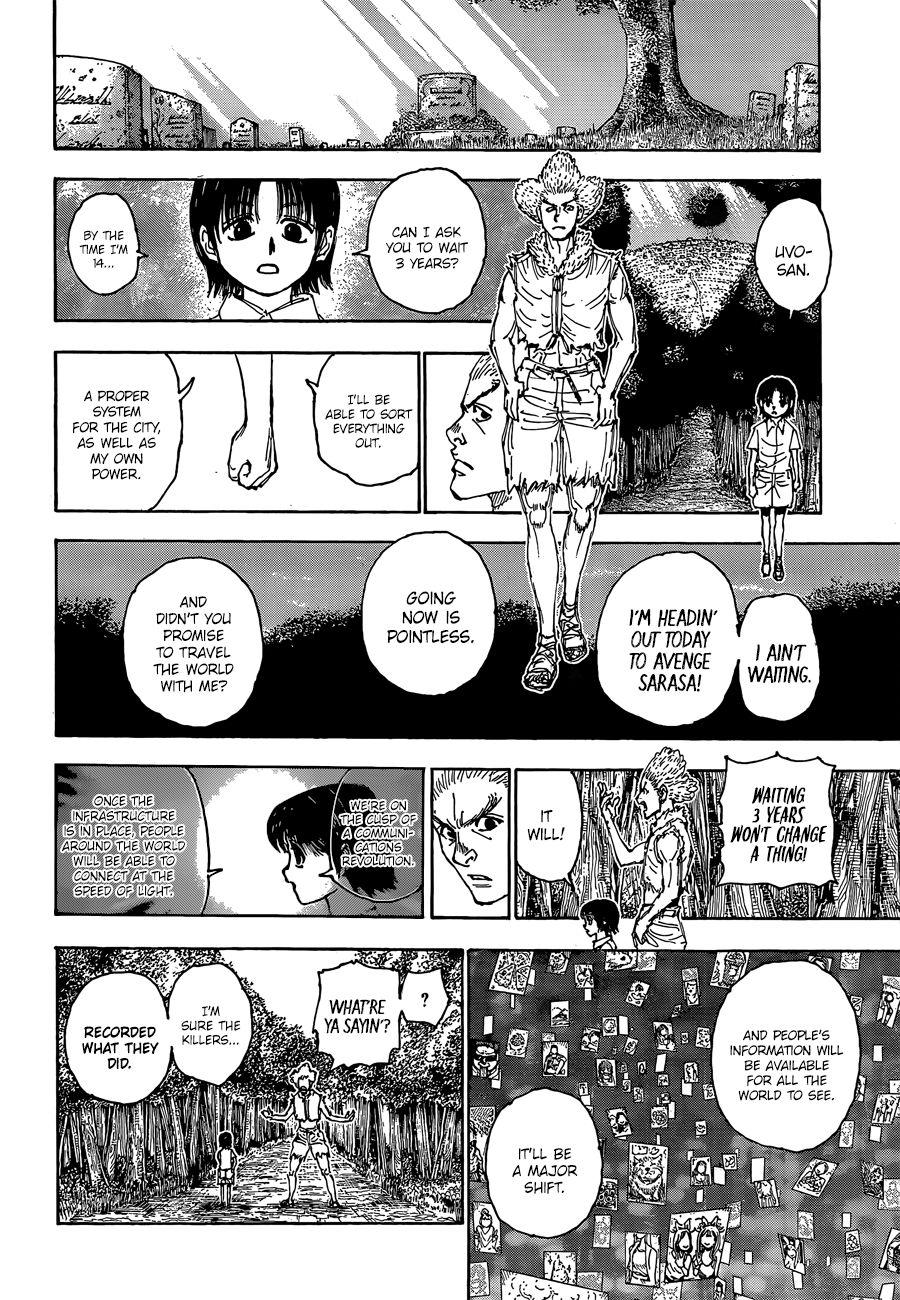 UVO-
SAN.
CAN I ASK
YOU TO WAIT
3 YEARS?
BY THE
TIME I'M
14...
I'LL BE
ABLE TO SORT
EVERYTHING
OUT.
A PROPER
SYSTEM
FOR THE CITY,
AS WELL AS
MY OWN
POWER.
I AIN'T
WAITING.
I'M HEADIN'
OUT TODAY
TO AVENGE
SARASA!
GOING
NOW IS
POINTLESS.
AND
DIDN'T YOU
PROMISE
TO TRAVEL
THE WORLD
WITH ME?
WAITING
3 YEARS
WON'T CHANGE
A THING!
IT
WILL!
WE'RE ON
THE CUSP OF
A COMMUNI-
CATIONS
REVOLUTION.
ONCE THE
INFRASTRUCTURE
IS IN PLACE, PEOPLE
AROUND THE WORLD
WILL BE ABLE TO
CONNECT AT THE
SPEED OF LIGHT.
AND PEOPLE'S
INFORMATION WILL
BE AVAILABLE
FOR ALL THE
WORLD TO SEE.
IT'LL BE
A MAJOR
SHIFT.
?
WHAT'RE
YA SAYIN'?
I'M
SURE THE
KILLERS...
RECORDED
WHAT THEY
DID.